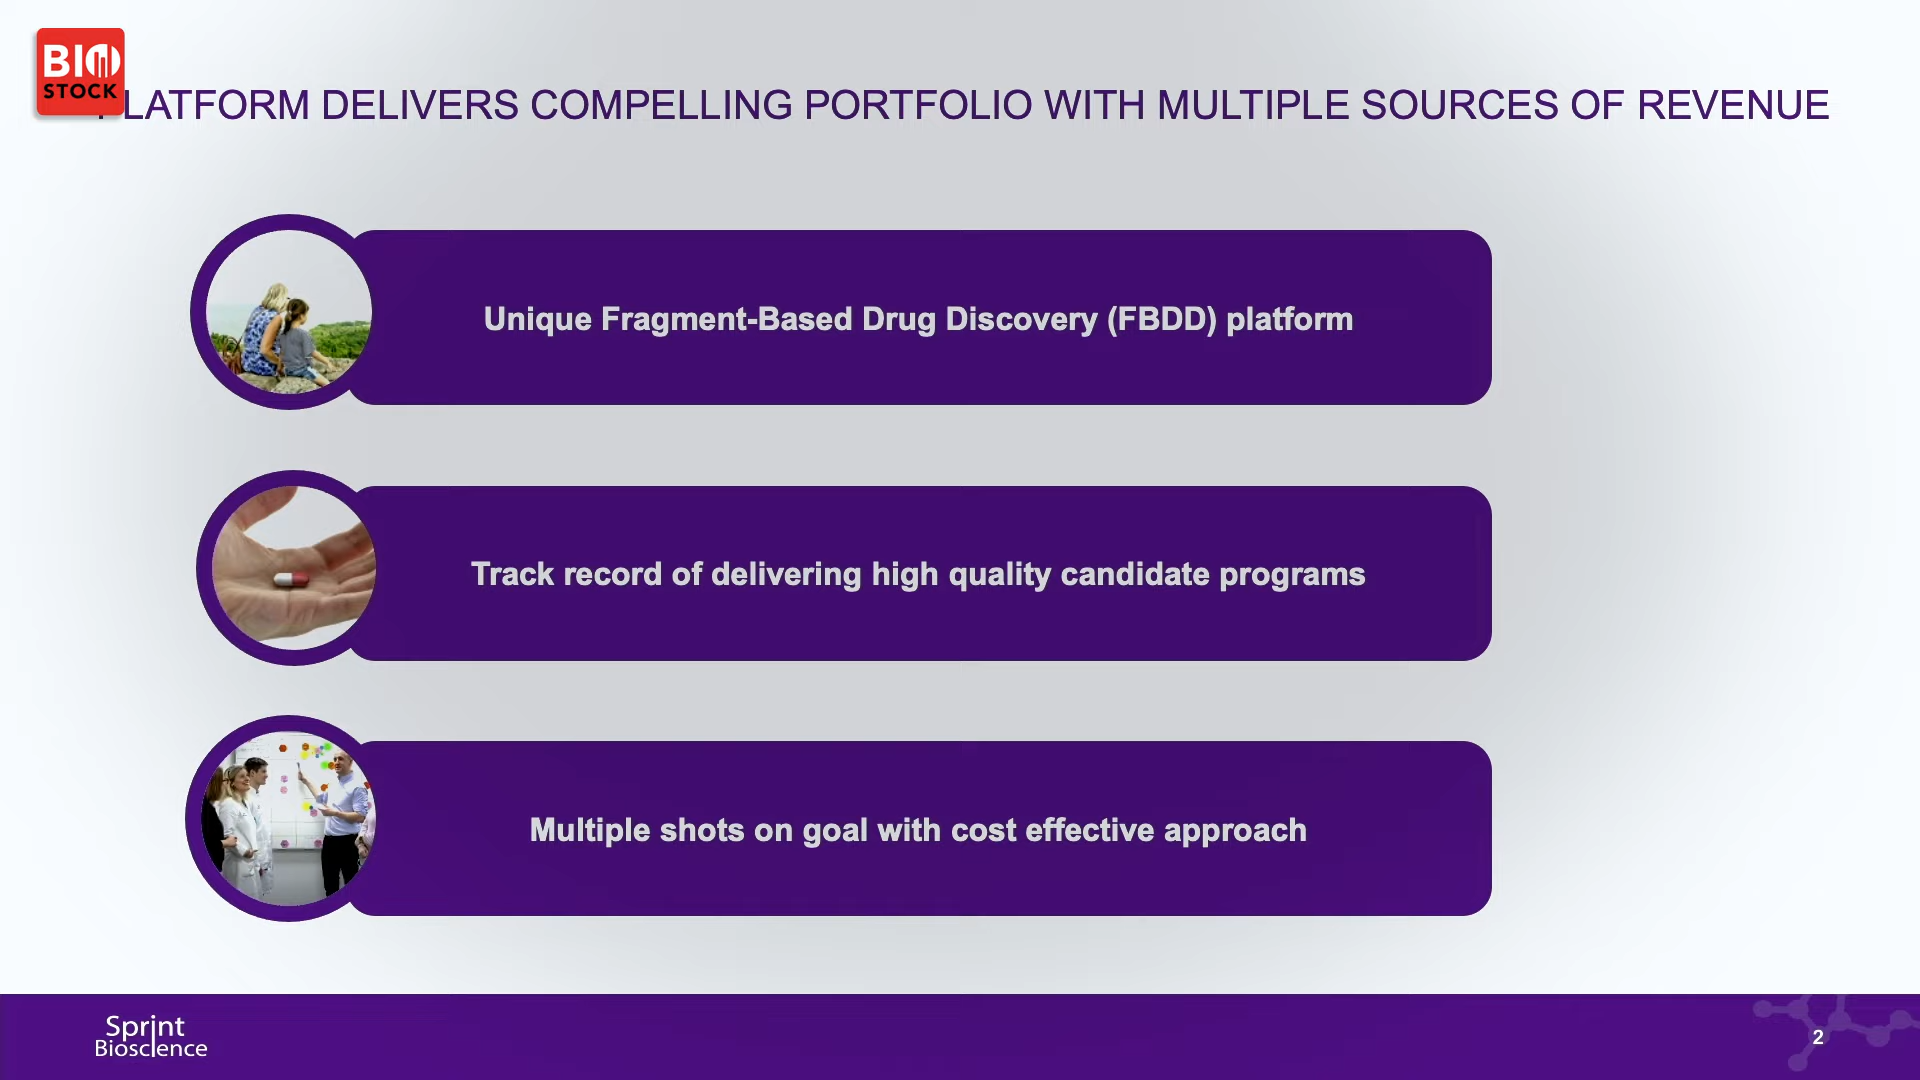 BIO
STOCK
PLATFORM DELIVERS COMPELLING PORTFOLIO WITH MULTIPLE SOURCES OF REVENUE
Unique Fragment-Based Drug Discovery (FBDD) platform
Track record of delivering high quality candidate programs
Multiple shots on goal with cost effective approach
Sprint
Bioscience
2